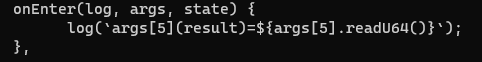 onEnter(log, args, state) {
log(`args[5](result)=${args[5].readU64()}`);
},